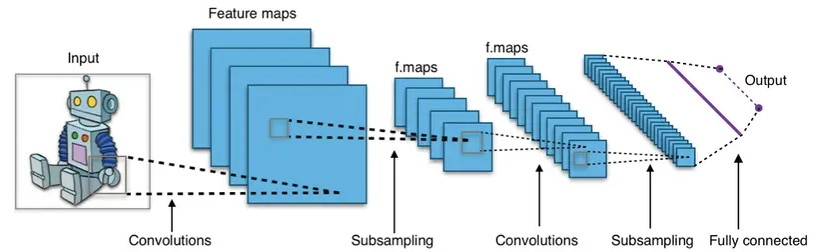 Feature maps
Input
f.maps
f.maps
Output
Convolutions
Subsampling
Convolutions
Subsampling
Fully connected